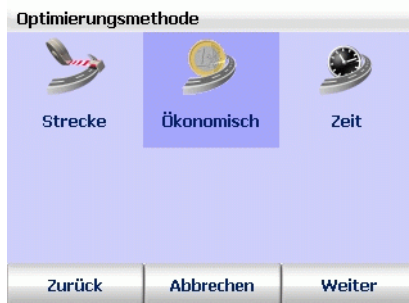 Optimierungsmethode
Strecke Ökonomisch Zeit
Zurück Abbrechen Weiter